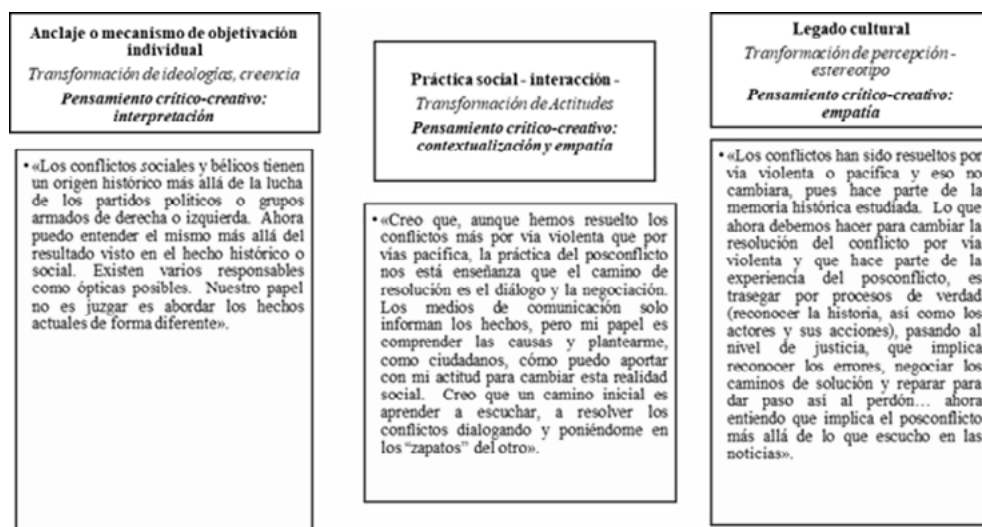 Anclaje o mecanismo de objetivación
individual
Transformación de ideologías, creencia
Pensamiento crítico-creativo:
interpretación
• «Los conflictos sociales y bélicos tienen
un origen histórico más allá de la lucha
de los partidos políticos o grupos
armados de derecha o izquierda. Ahora
puedo entender el mismo más allá del
resultado visto en el hecho histórico o
social. Existen varios responsables
como ópticas posibles. Nuestro papel
no es juzgar es abordar los hechos
actuales de forma diferente».
Práctica social - interacción -
Transformación de Actitudes
Pensamiento crítico-creativo:
contextualización y empatía
• «Creo que, aunque hemos resuelto los
conflictos más por vía violenta que por
vías pacifica, la práctica del posconflicto
nos está enseñanza que el camino de
resolución es el diálogo y la negociación.
Los medios de comunicación solo
informan los hechos, pero mi papel es
comprender las causas y plantearme,
como ciudadanos, cómo puedo aportar
con mi actitud para cambiar esta realidad
social. Creo que un camino inicial es
aprender a escuchar, a resolver los
conflictos dialogando y poniéndome en
los "zapatos" del otro».
Legado cultural
Tranformación de percepción -
estereotipo
Pensamiento crítico-creativo:
empatía
• «Los conflictos han sido resueltos por
vía violenta o pacífica y eso no
cambiara, pues hace parte de la
memoria histórica estudiada. Lo que
ahora debemos hacer para cambiar la
resolución del conflicto por vía
violenta y que hace parte de la
experiencia del posconflicto, es
trasegar por procesos de verdad
(reconocer la historia, así como los
actores y sus acciones), pasando al
nivel de justicia, que implica
reconocer los errores, negociar los
caminos de solución y reparar para
dar paso así al perdón... ahora
entiendo que implica el posconflicto
más allá de lo que escucho en las
noticias».